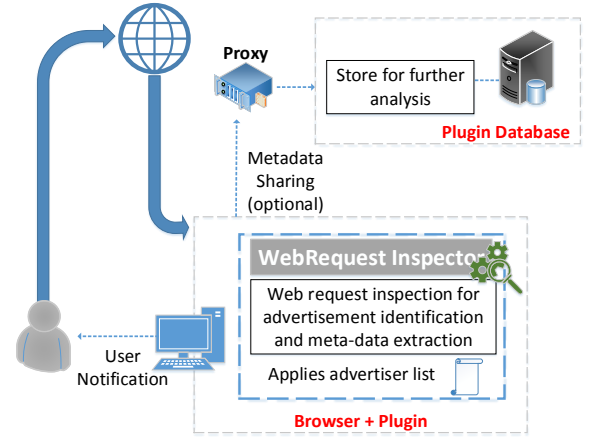 Proxy
Store for further
analysis
Plugin Database
Metadata
Sharing
(optional)
WebRequest Inspector
Web request inspection for
advertisement identification
and meta-data extraction
Applies advertiser list
User
Notification
Browser + Plugin